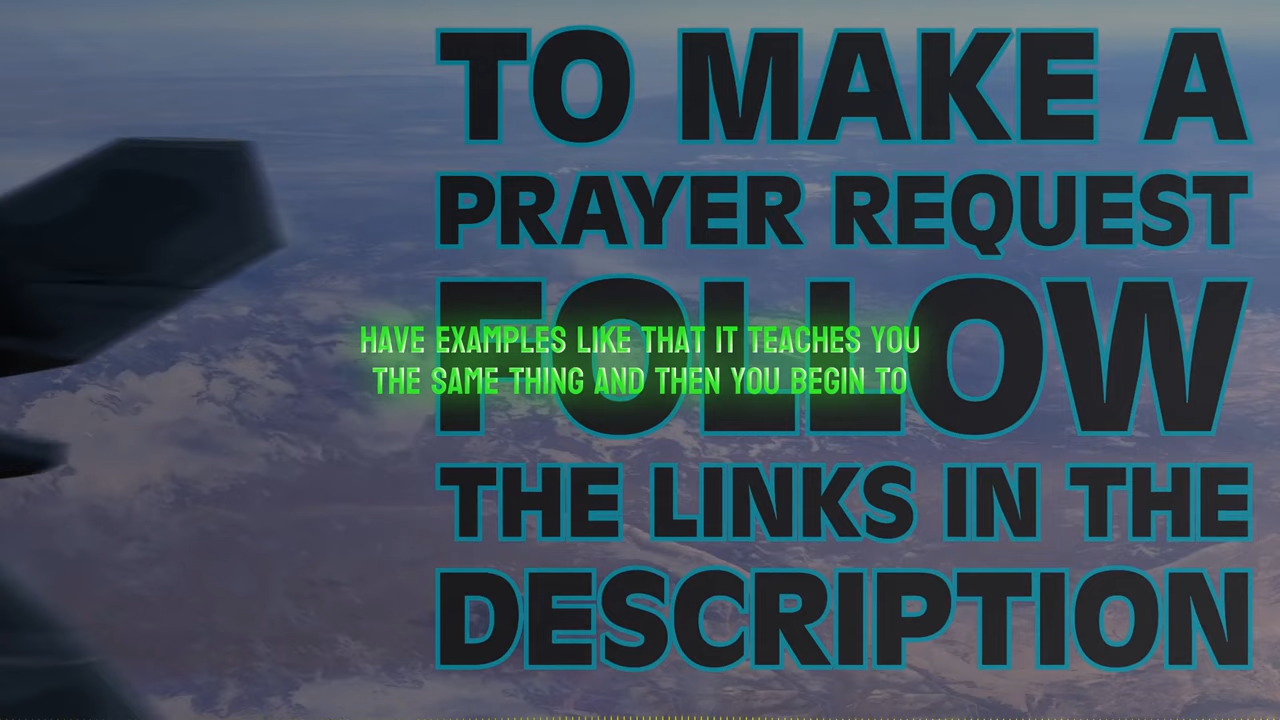 TO MAKE A
PRAYER REQUEST
FOLLOW
HAVE EXAMPLES LIKE THAT IT TEACHES YOU
THE SAME THING AND THEN YOU BEGIN TO
THE LINKS IN THE
DESCRIPTION